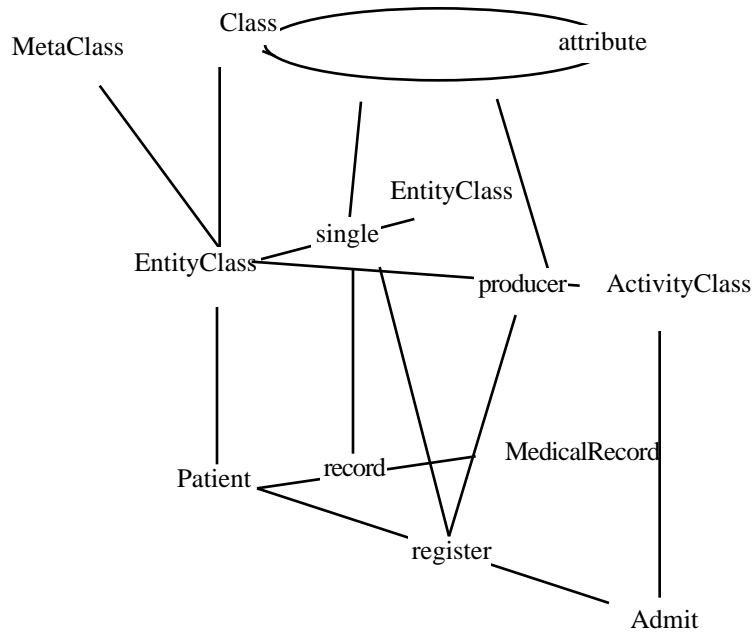 Class
MetaClass
attribute
EntityClass
single
EntityClass
producer
ActivityClass
MedicalRecord
record
Patient
register
Admit